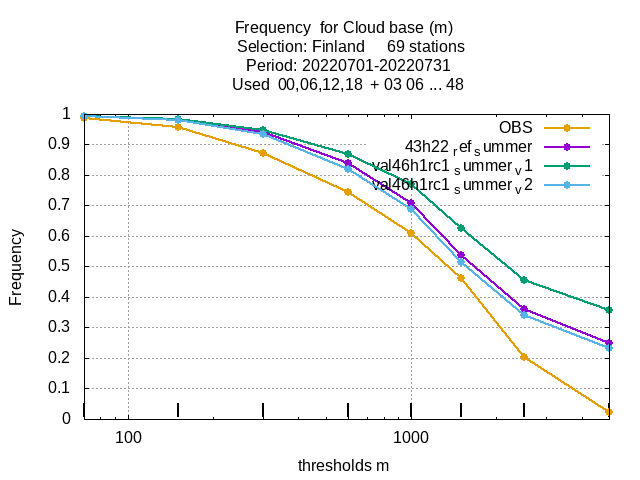 Frequency for Cloud base (m)
Selection: Finland 69 stations
Period: 20220701-20220731
Used 00,06,12,18 + 03 06 ... 48
OBS
43h22 ref summer
val46h1rc1 summer v1
val46h1rc1 summer v2
1
0.9
0.8
0.7
0.6
0.5
0.4
0.3
0.2
0.1
0
Frequency
100 1000
thresholds m